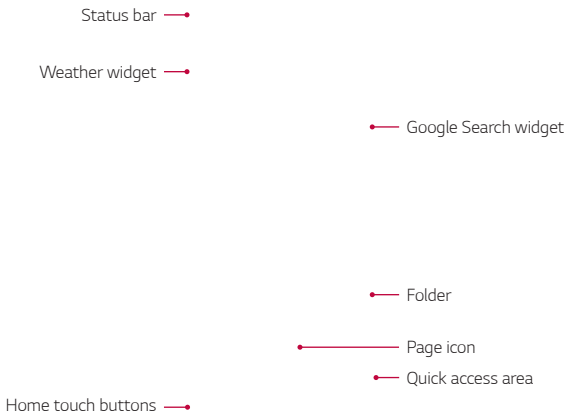 Status bar
Weather widget
Google Search widget
Folder
Page icon
Quick access area
Home touch buttons